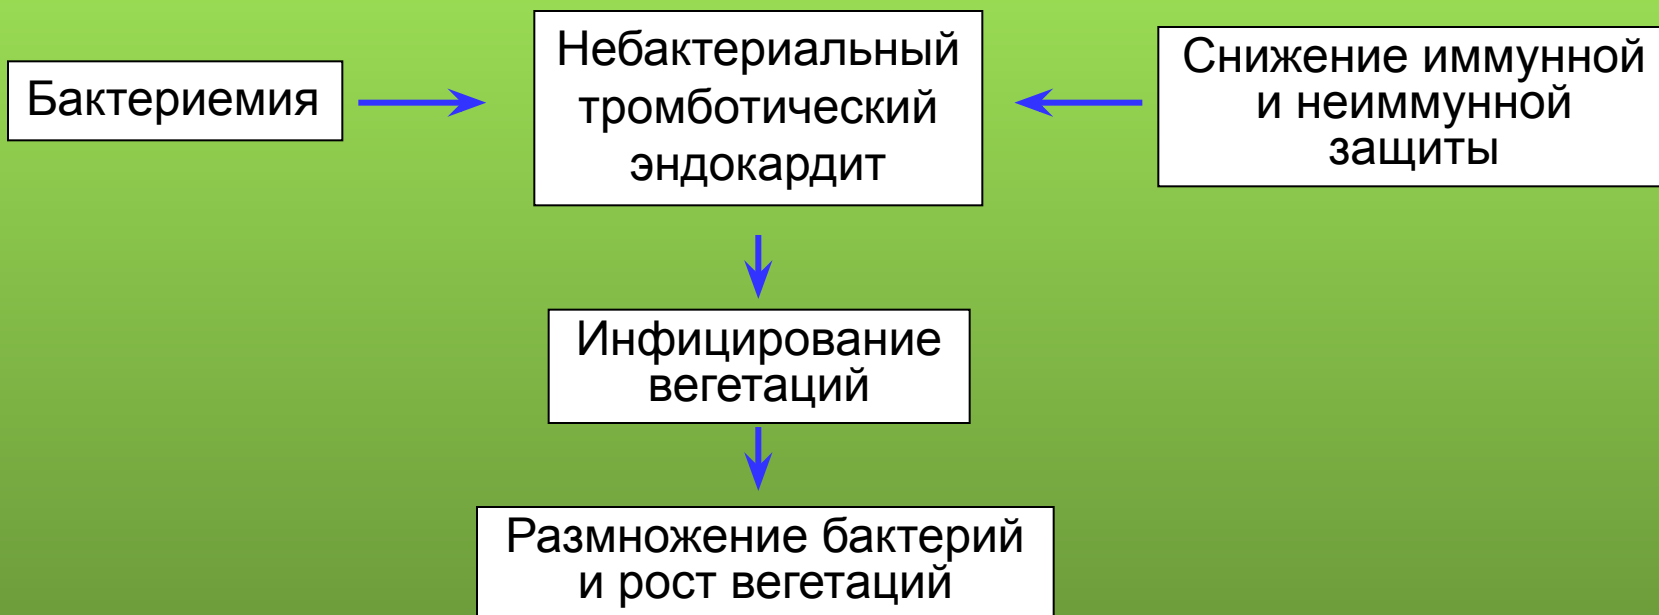 Бактериемия
Небактериальный
тромботический
эндокардит
Снижение иммунной
и неиммунной
защиты
Инфицирование
вегетаций
Размножение бактерий
и рост вегетаций